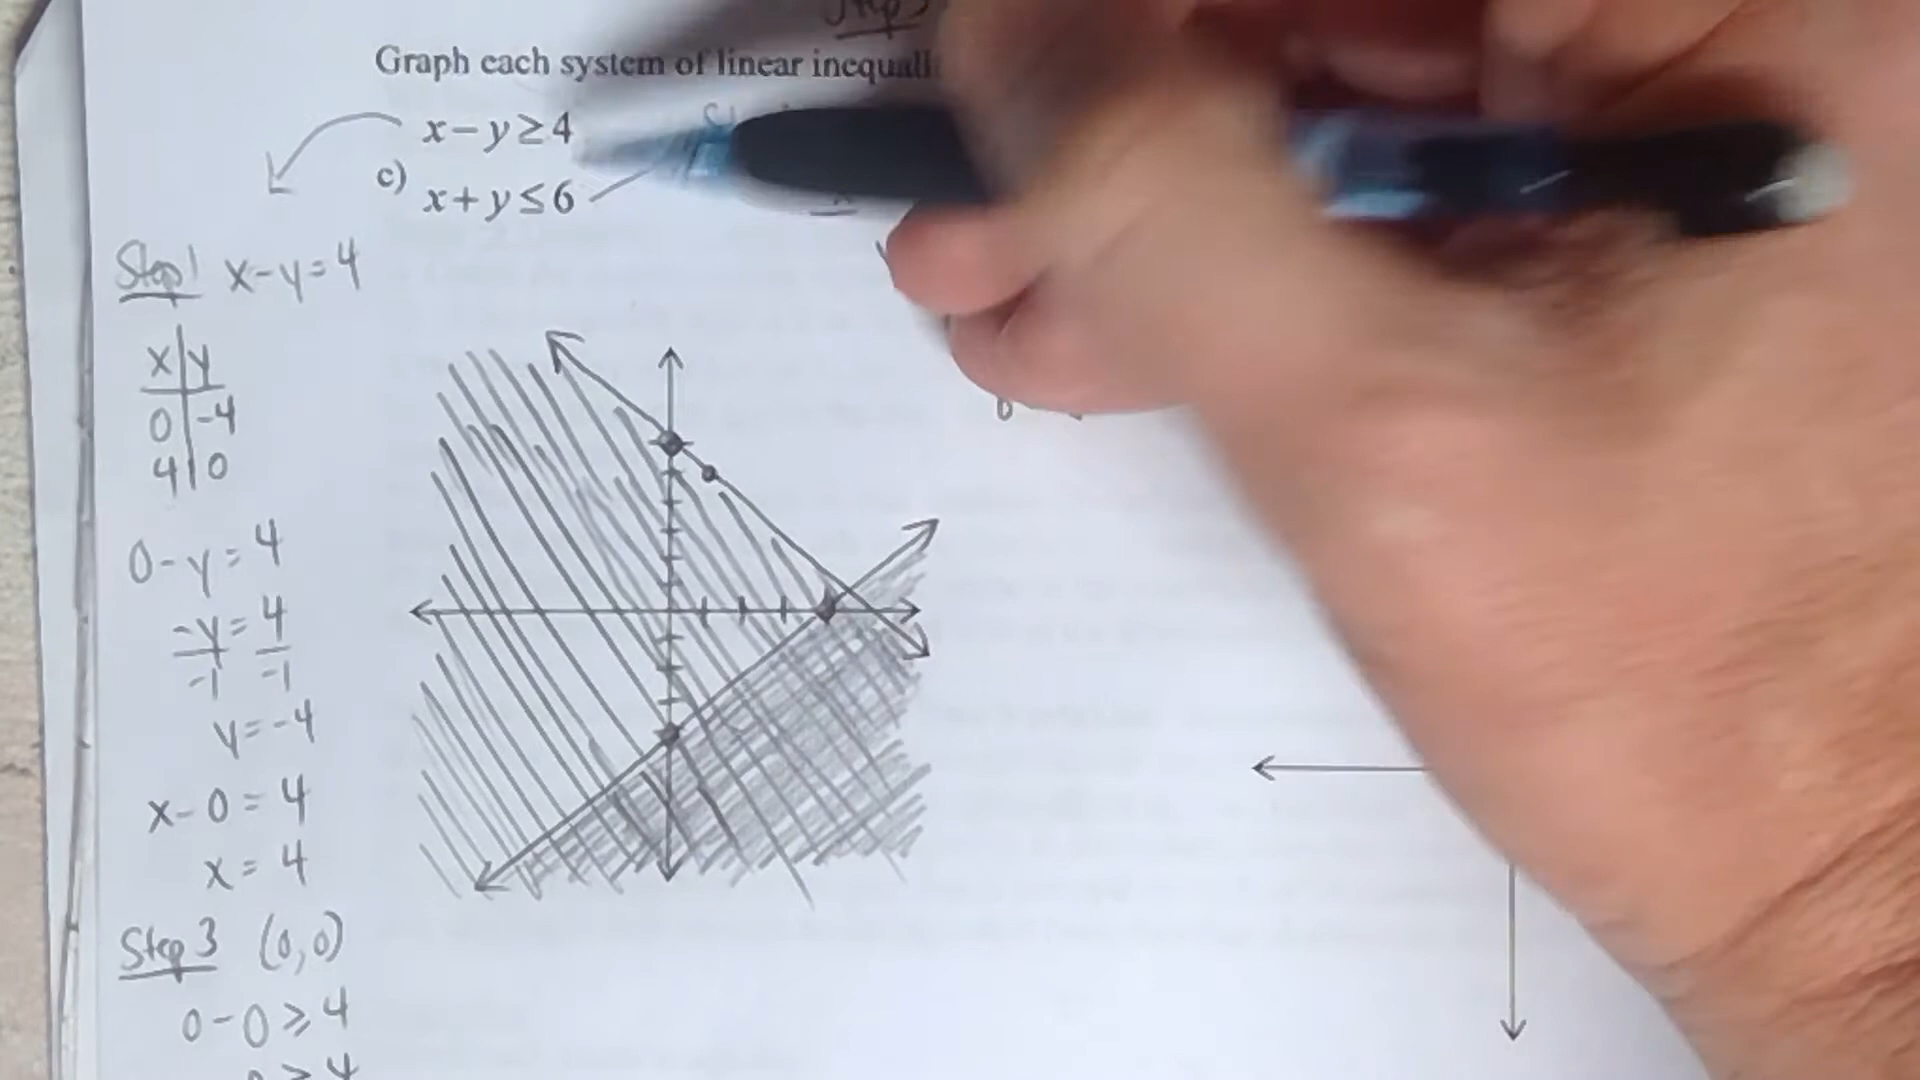 Graph each system of linear
x-y≥4
c)
x+y≤6
Step 1 x-y=4
x y
0 -4
4 0
0-y=4
-y=4
-1 -1
y=-4
x-0=4
x=4
Step 3 (0,0)
0-0≥4